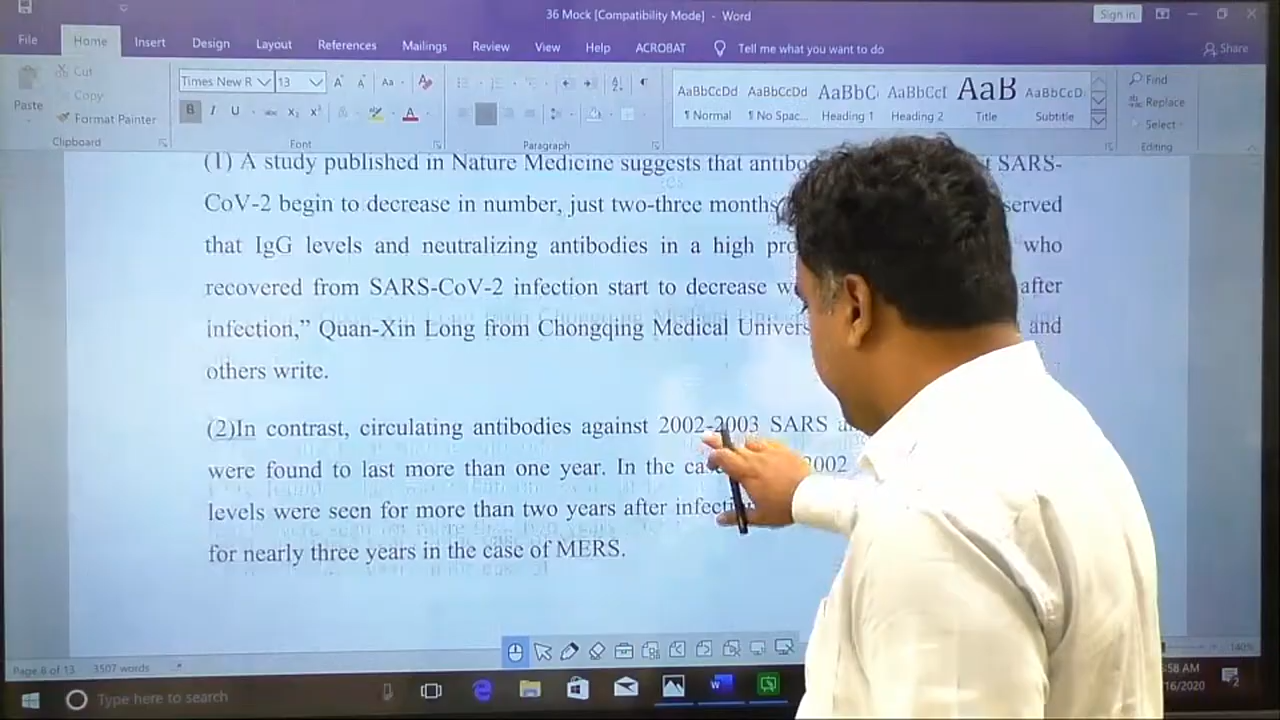 36 Mock [Compatibility Mode] - Word
Sign in
File Home Insert Design Layout References Mailings Review View Help ACROBAT Tell me what you want to do Share
Cut
Copy
Paste
Format Painter
Clipboard
Times New R 13
Font
Paragraph
AaBbCcDd AaBbCcDd AaBbC AaBbCcI AaB AaBbCcD
¶ Normal ¶ No Spac... Heading 1 Heading 2 Title Subtitle
Find
Replace
Select
Editing
(1) A study published in Nature Medicine suggests that SARS-
CoV-2 begin to decrease in number, just two-three months
that IgG levels and neutralizing antibodies in a high who
recovered from SARS-CoV-2 infection start to decrease after
infection,” Quan-Xin Long from Chongqing Medical and
others write.
(2)In contrast, circulating antibodies against 2002-2003 SARS
were found to last more than one year. In the 2002
levels were seen for more than two years after
for nearly three years in the case of MERS.
Page 6 of 13 3507 words
140%
Type here to search
:58 AM
16/2020